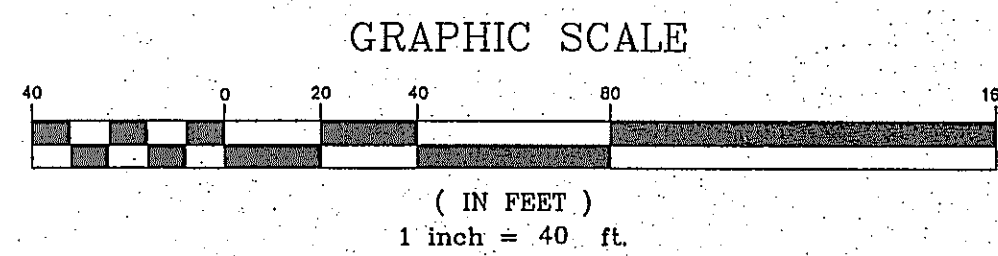 GRAPHIC SCALE
40 0 20 40 80 16
( IN FEET )
1 inch = 40 ft.